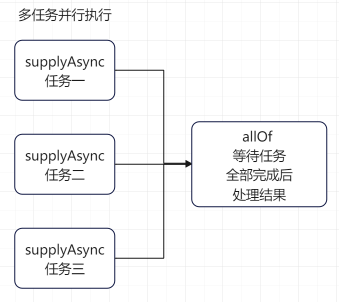 多任务并行执行
supplyAsync
任务一
supplyAsync
任务二
supplyAsync
任务三
allOf
等待任务
全部完成后
处理结果